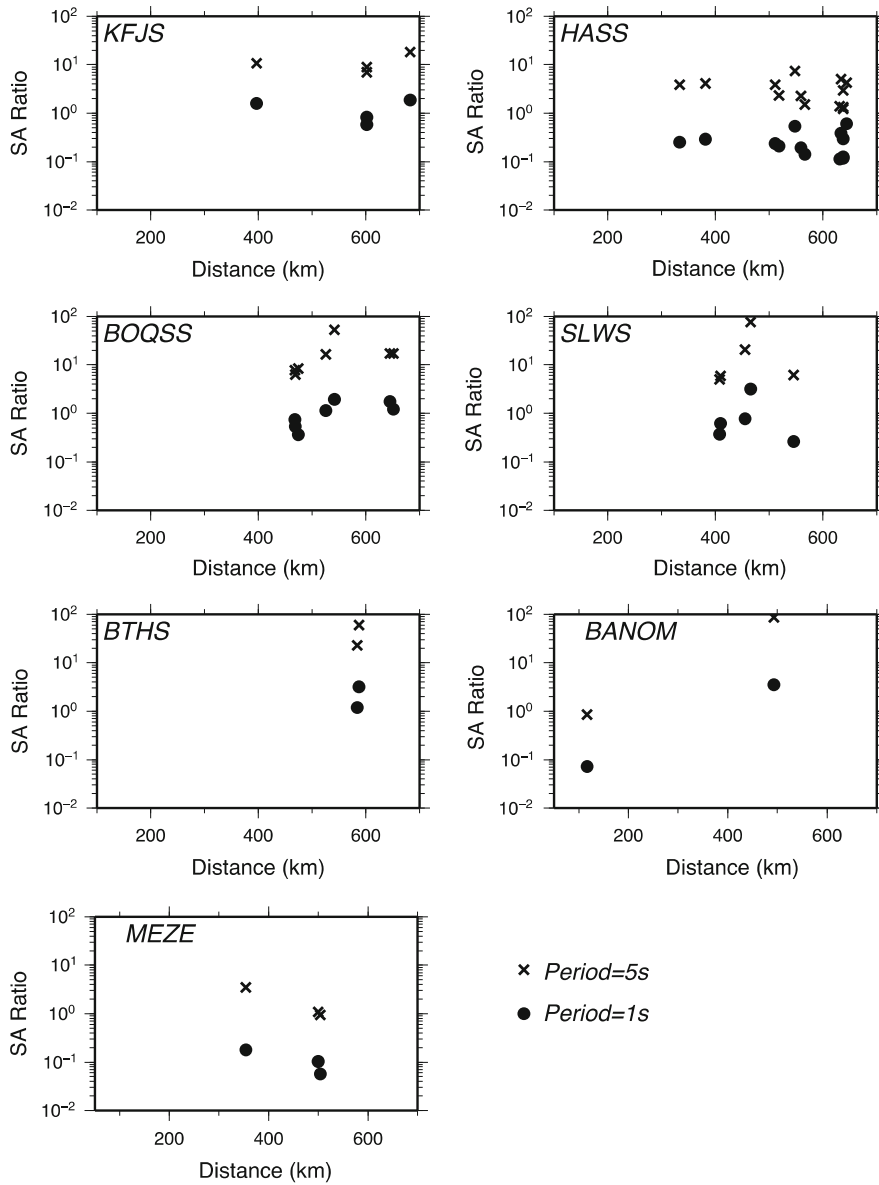 KFJS
SA Ratio
10²
10¹
10⁰
10⁻¹
10⁻²
200 400 600
Distance (km)
HASS
SA Ratio
10²
10¹
10⁰
10⁻¹
10⁻²
200 400 600
Distance (km)
BOQSS
SA Ratio
10²
10¹
10⁰
10⁻¹
10⁻²
200 400 600
Distance (km)
SLWS
SA Ratio
10²
10¹
10⁰
10⁻¹
10⁻²
200 400 600
Distance (km)
BTHS
SA Ratio
10²
10¹
10⁰
10⁻¹
10⁻²
200 400 600
Distance (km)
BANOM
SA Ratio
10²
10¹
10⁰
10⁻¹
10⁻²
200 400 600
Distance (km)
MEZE
SA Ratio
10²
10¹
10⁰
10⁻¹
10⁻²
200 400 600
Distance (km)
Period=5s
Period=1s